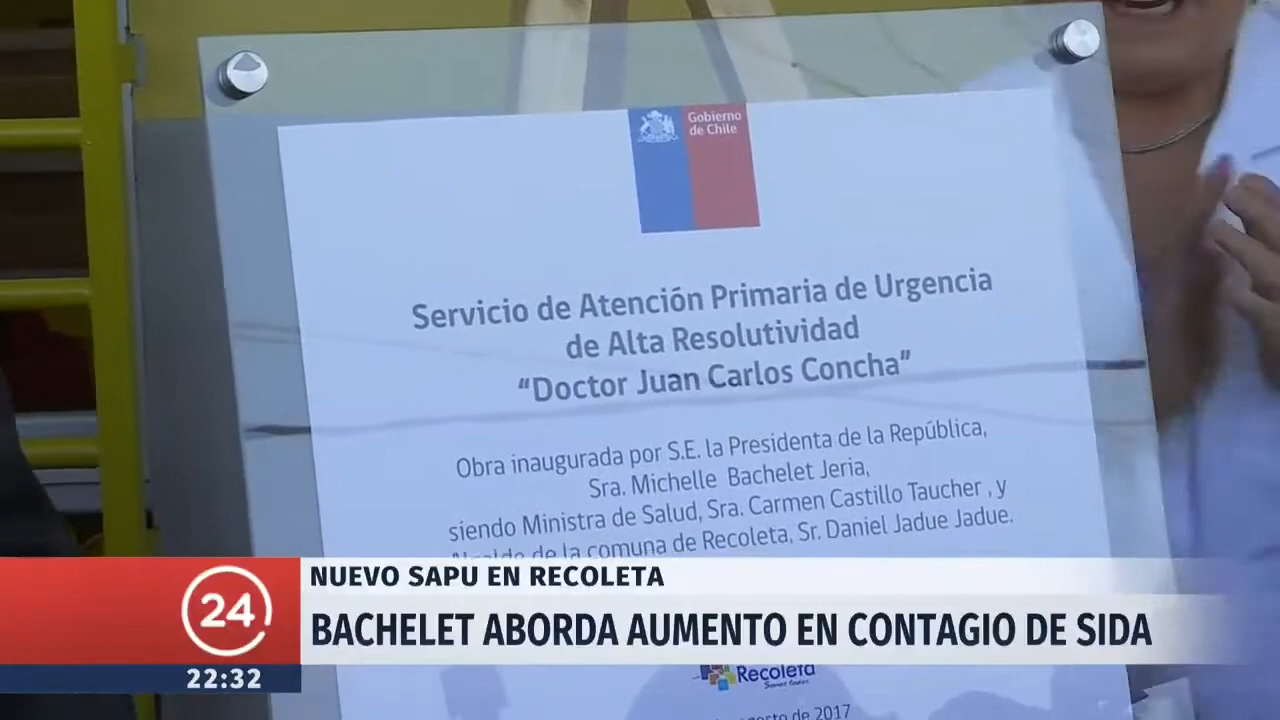 Gobierno
de Chile
Servicio de Atención Primaria de Urgencia
de Alta Resolutividad
“Doctor Juan Carlos Concha”
Obra inaugurada por S.E. la Presidenta de la República,
Sra. Michelle Bachelet Jeria,
siendo Ministra de Salud, Sra. Carmen Castillo Taucher , y
de la comuna de Recoleta, Sr. Daniel Jadue Jadue.
NUEVO SAPU EN RECOLETA
24
BACHELET ABORDA AUMENTO EN CONTAGIO DE SIDA
22:32
Recoleta
de 2017